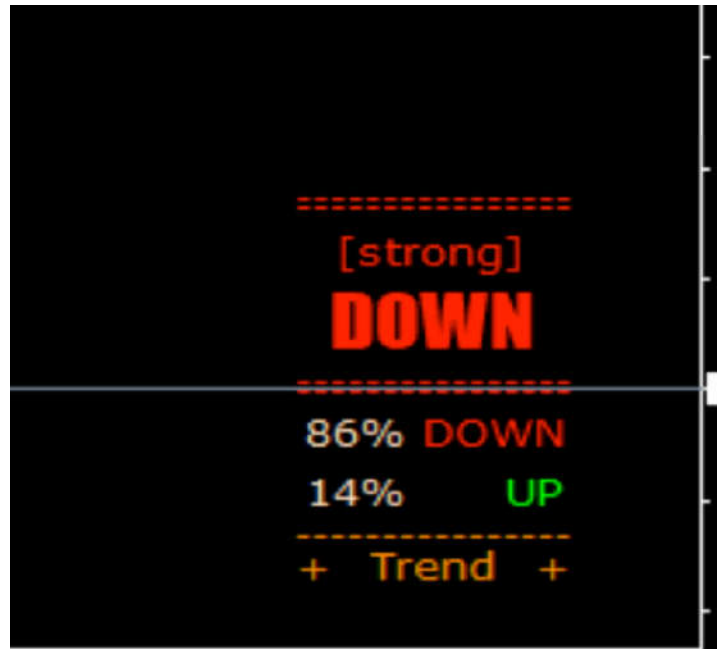 ================
[strong]
DOWN
================
86% DOWN
14% UP
----------------
+ Trend +